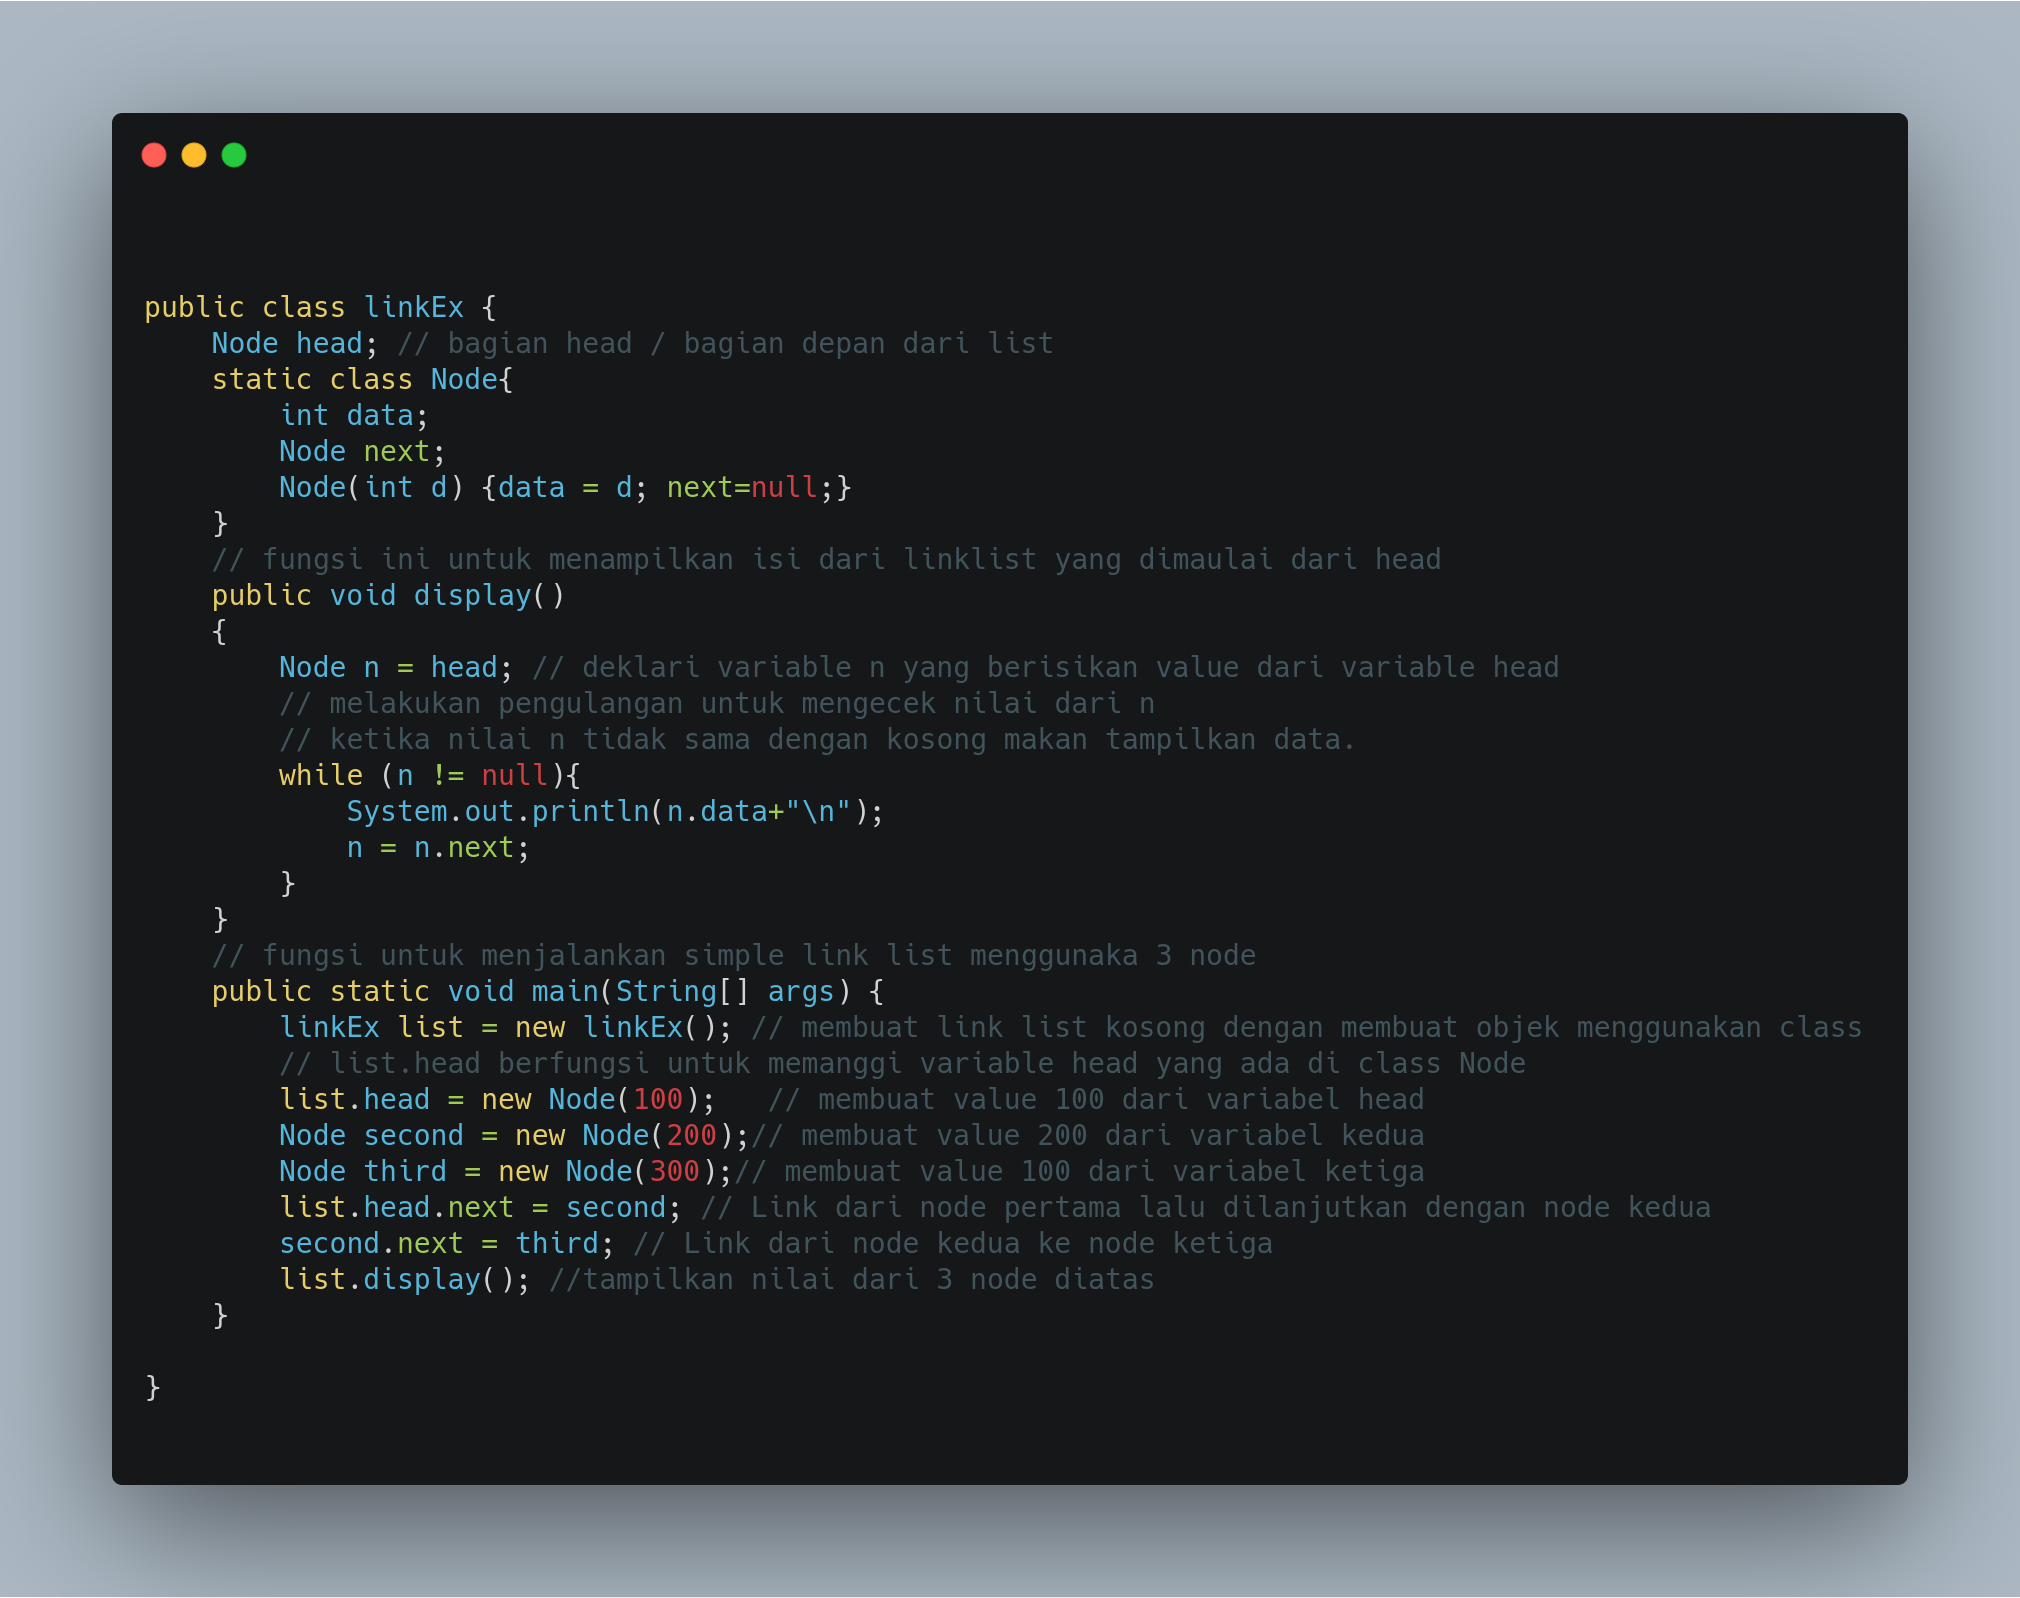 public class linkEx {
    Node head; // bagian head / bagian depan dari list
    static class Node{
        int data;
        Node next;
        Node(int d) {data = d; next=null;}
    }
    // fungsi ini untuk menampilkan isi dari linklist yang dimaulai dari head
    public void display()
    {
        Node n = head; // deklari variable n yang berisikan value dari variable head
        // melakukan pengulangan untuk mengecek nilai dari n
        // ketika nilai n tidak sama dengan kosong makan tampilkan data.
        while (n != null){
            System.out.println(n.data+"\n");
            n = n.next;
        }
    }
    // fungsi untuk menjalankan simple link list menggunaka 3 node
    public static void main(String[] args) {
        linkEx list = new linkEx(); // membuat link list kosong dengan membuat objek menggunakan class
        // list.head berfungsi untuk memanggi variable head yang ada di class Node
        list.head = new Node(100);   // membuat value 100 dari variabel head
        Node second = new Node(200);// membuat value 200 dari variabel kedua
        Node third = new Node(300);// membuat value 100 dari variabel ketiga
        list.head.next = second; // Link dari node pertama lalu dilanjutkan dengan node kedua
        second.next = third; // Link dari node kedua ke node ketiga
        list.display(); //tampilkan nilai dari 3 node diatas
    }

}